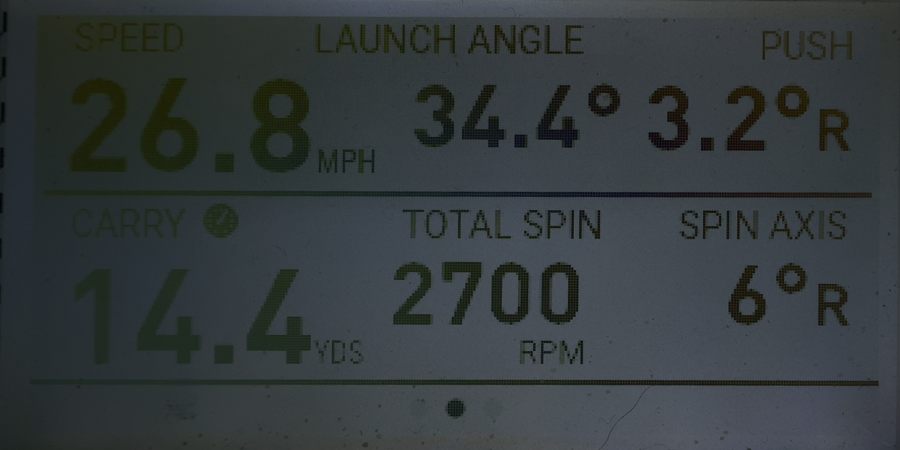 SPEED LAUNCH ANGLE PUSH
26.8 MPH 34.4° 3.2° R
CARRY TOTAL SPIN SPIN AXIS
14.4 YDS 2700 RPM 6° R